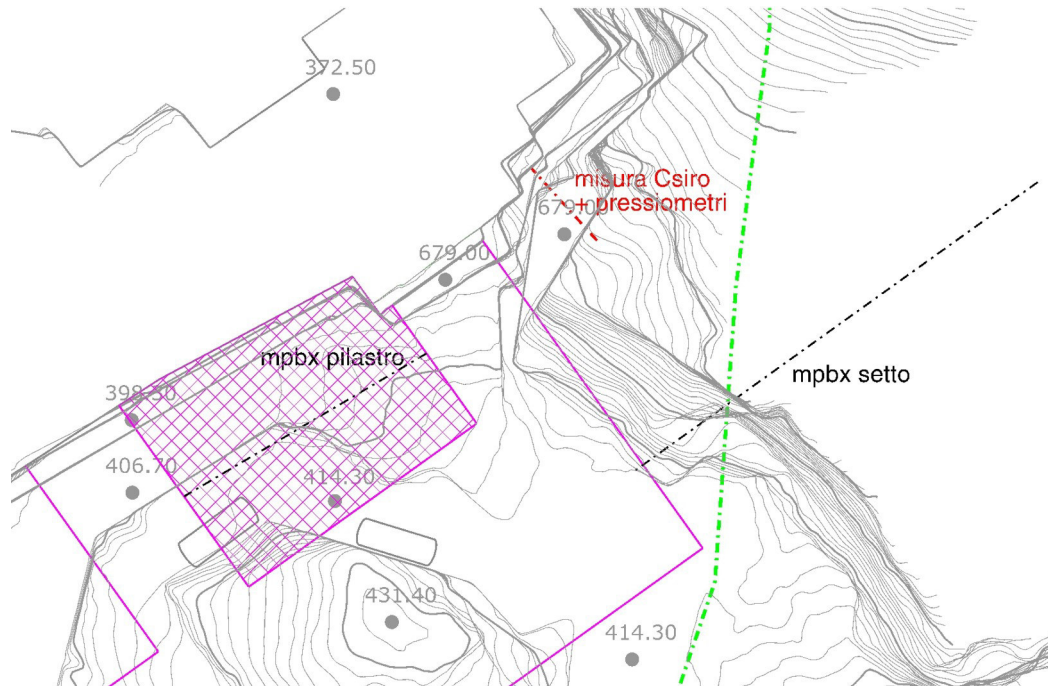 372.50
misura Csiro
+ pressiometri
679.00
679.00
mpbx pilastro
mpbx setto
398.50
406.70
414.30
431.40
414.30